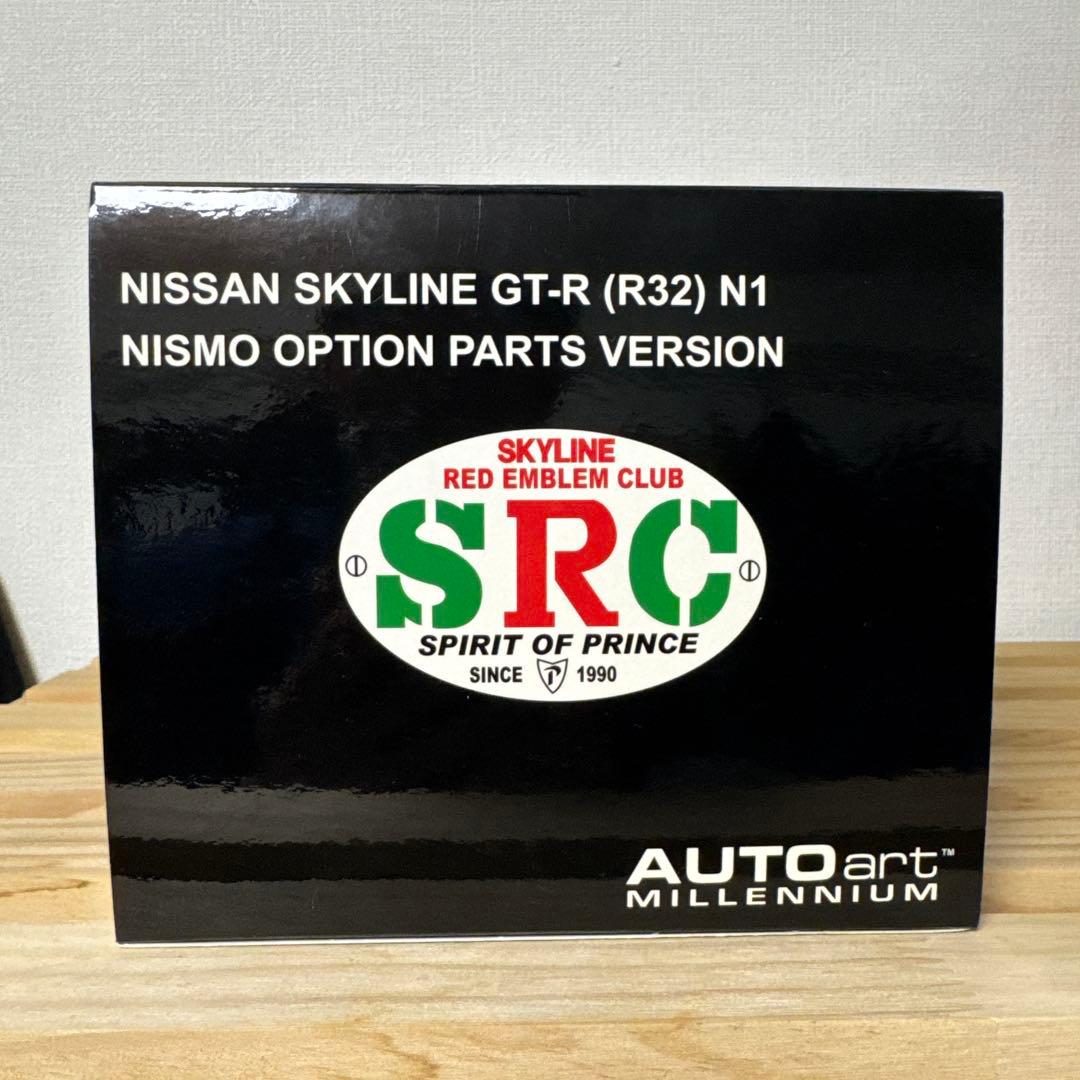 NISSAN SKYLINE GT-R (R32) N1
NISMO OPTION PARTS VERSION
SKYLINE
RED EMBLEM CLUB
SRC
SPIRIT OF PRINCE
SINCE P 1990
AUTOart™
MILLENNIUM